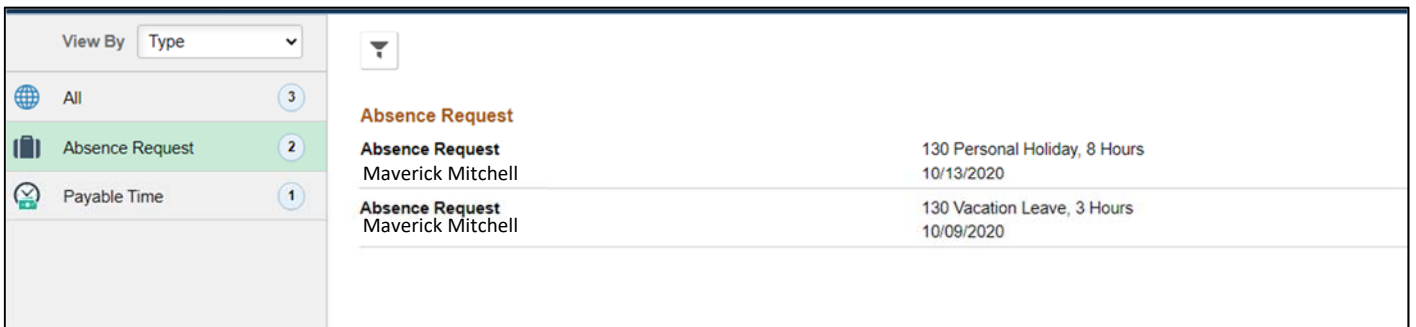 View By Type
All 3
Absence Request 2
Payable Time 1
Absence Request
Absence Request 130 Personal Holiday, 8 Hours
Maverick Mitchell 10/13/2020
Absence Request 130 Vacation Leave, 3 Hours
Maverick Mitchell 10/09/2020